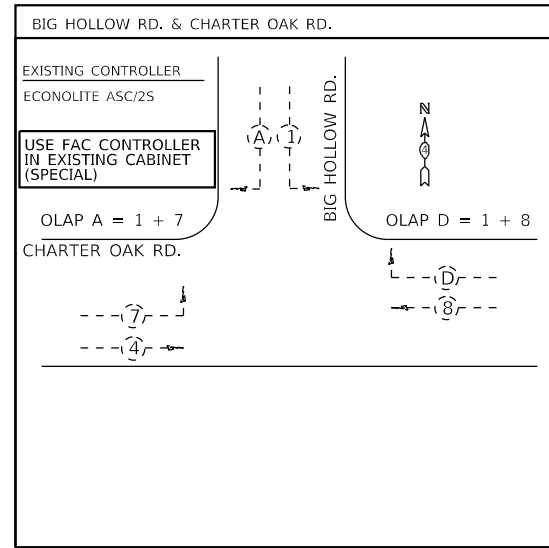 BIG HOLLOW RD. & CHARTER OAK RD.
EXISTING CONTROLLER
ECONOLITE ASC/2S
USE FAC CONTROLLER
IN EXISTING CABINET
(SPECIAL)
A
1
BIG HOLLOW RD.
N
4
OLAP A = 1 + 7
OLAP D = 1 + 8
CHARTER OAK RD.
D
7
8
4